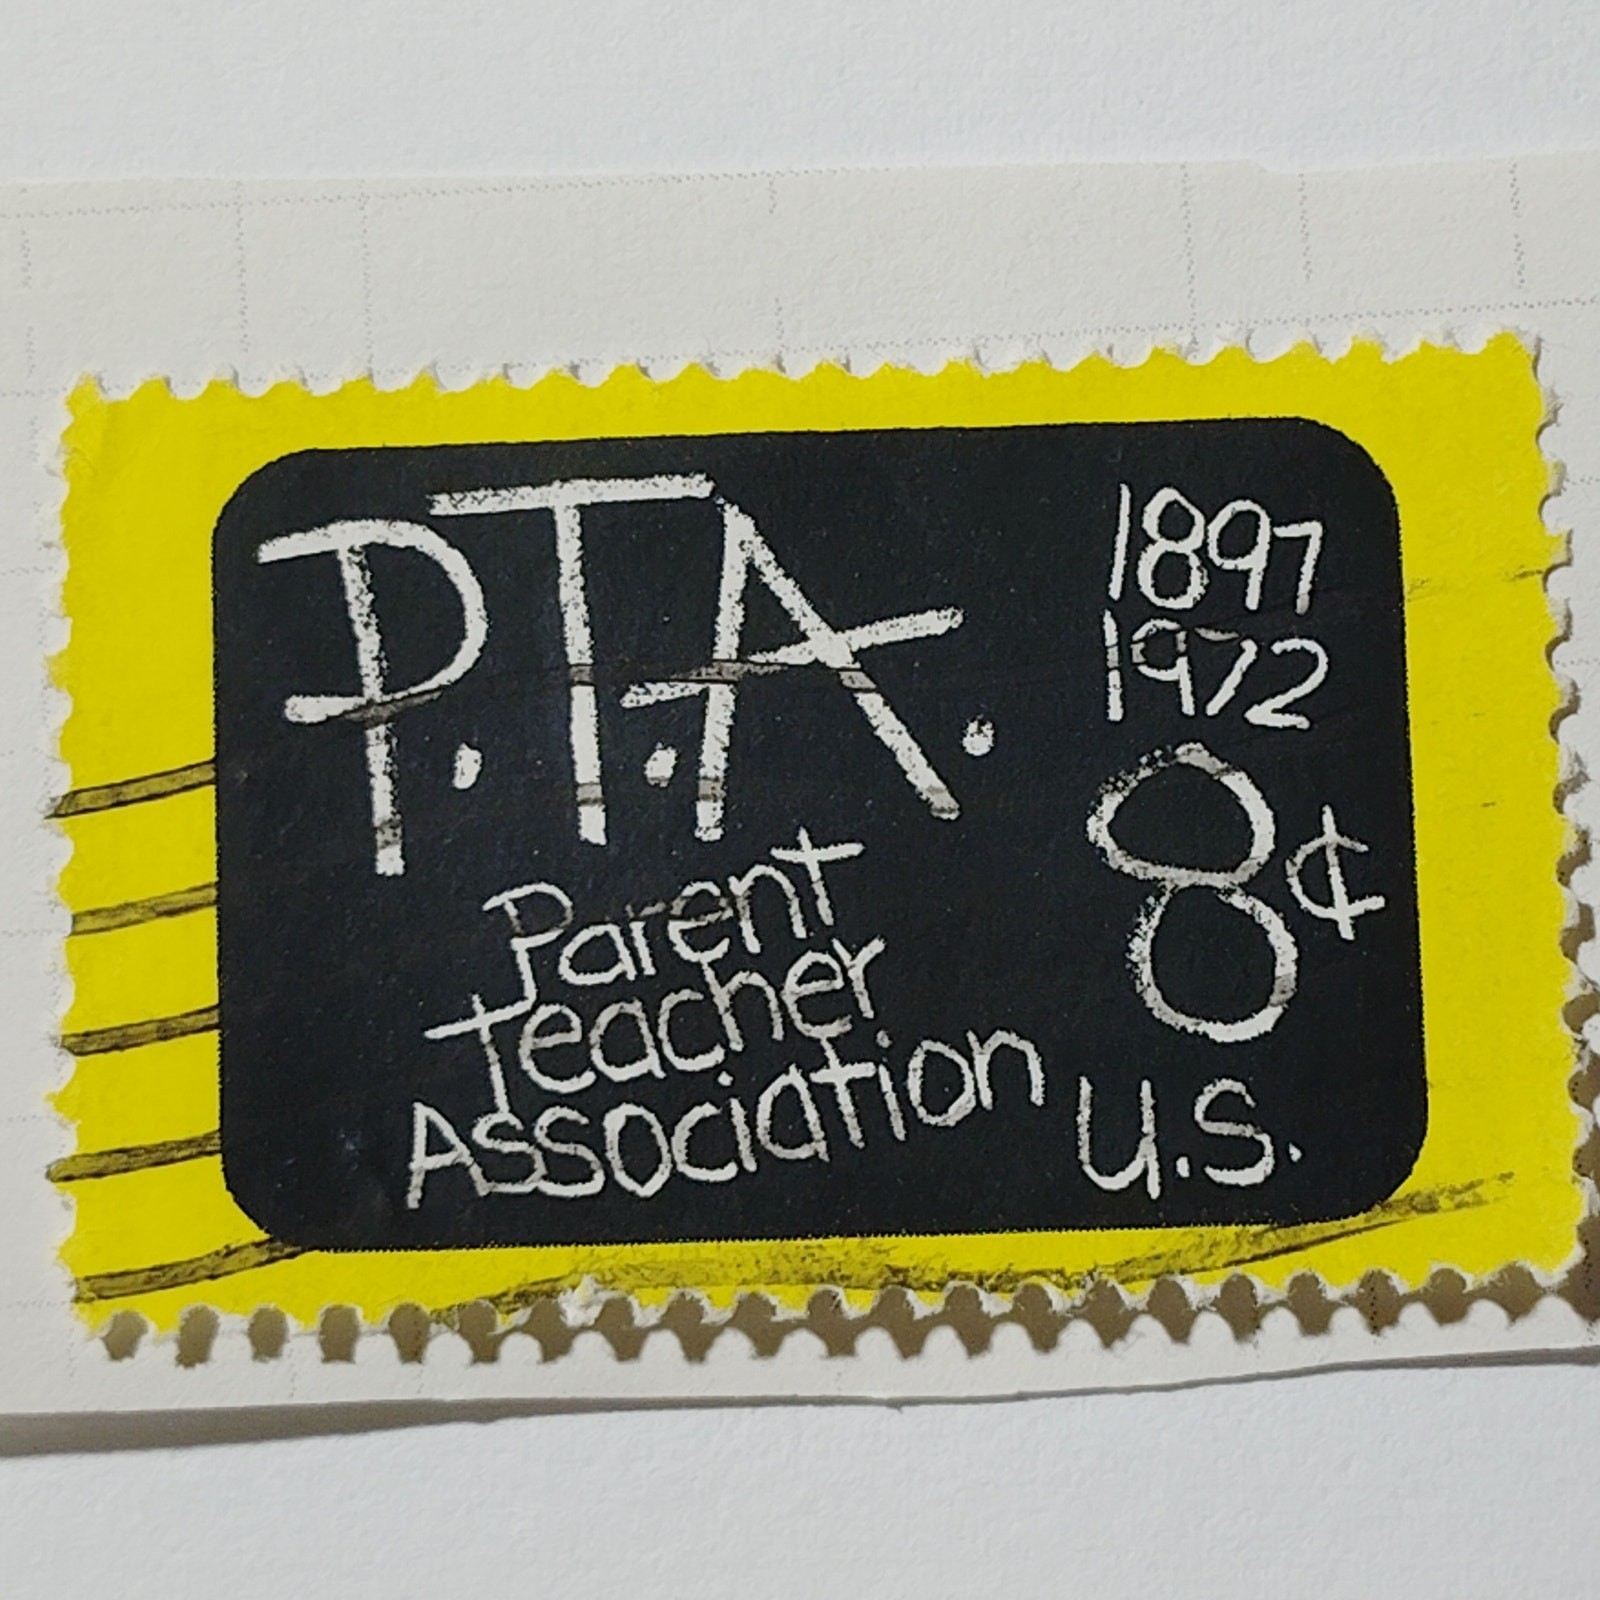 P.T.A.
Parent
Teacher
Association
1897
1972
8¢
U.S.